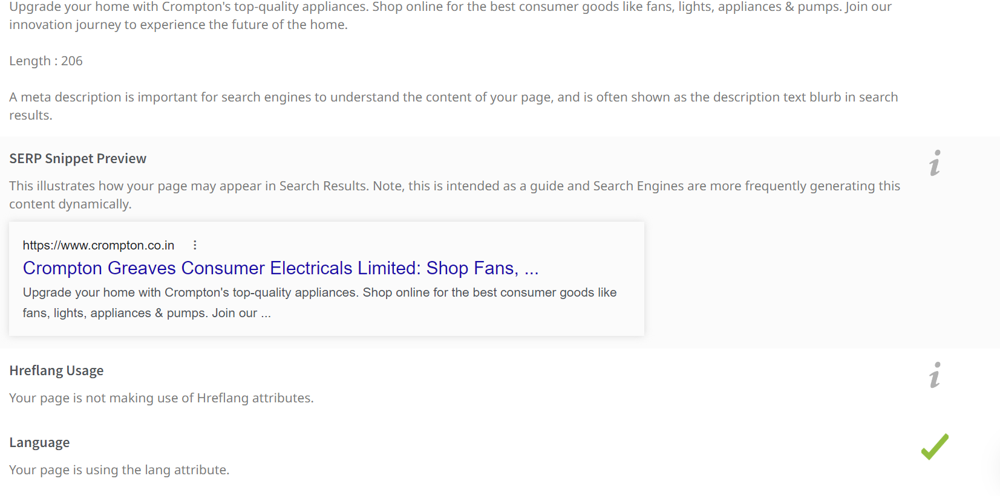 Upgrade your home with Crompton's top-quality appliances. Shop online for the best consumer goods like fans, lights, appliances & pumps. Join our
innovation journey to experience the future of the home.
Length : 206
A meta description is important for search engines to understand the content of your page, and is often shown as the description text blurb in search
results.
SERP Snippet Preview
This illustrates how your page may appear in Search Results. Note, this is intended as a guide and Search Engines are more frequently generating this
content dynamically.
https://www.crompton.co.in
Crompton Greaves Consumer Electricals Limited: Shop Fans, ...
Upgrade your home with Crompton's top-quality appliances. Shop online for the best consumer goods like
fans, lights, appliances & pumps. Join our ...
Hreflang Usage
Your page is not making use of Hreflang attributes.
Language
Your page is using the lang attribute.